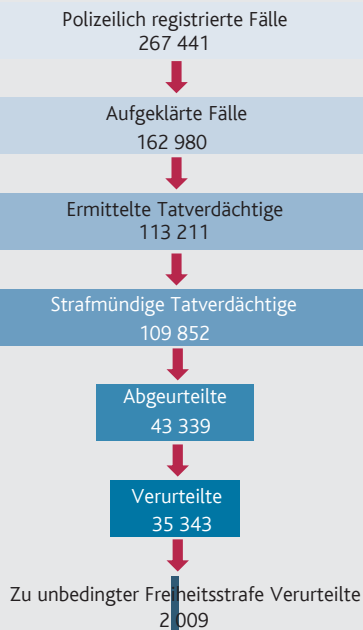 Polizeilich registrierte Fälle
267 441
Aufgeklärte Fälle
162 980
Ermittelte Tatverdächtige
113 211
Strafmündige Tatverdächtige
109 852
Abgeurteilte
43 339
Verurteilte
35 343
Zu unbedingter Freiheitsstrafe Verurteilte
2 009